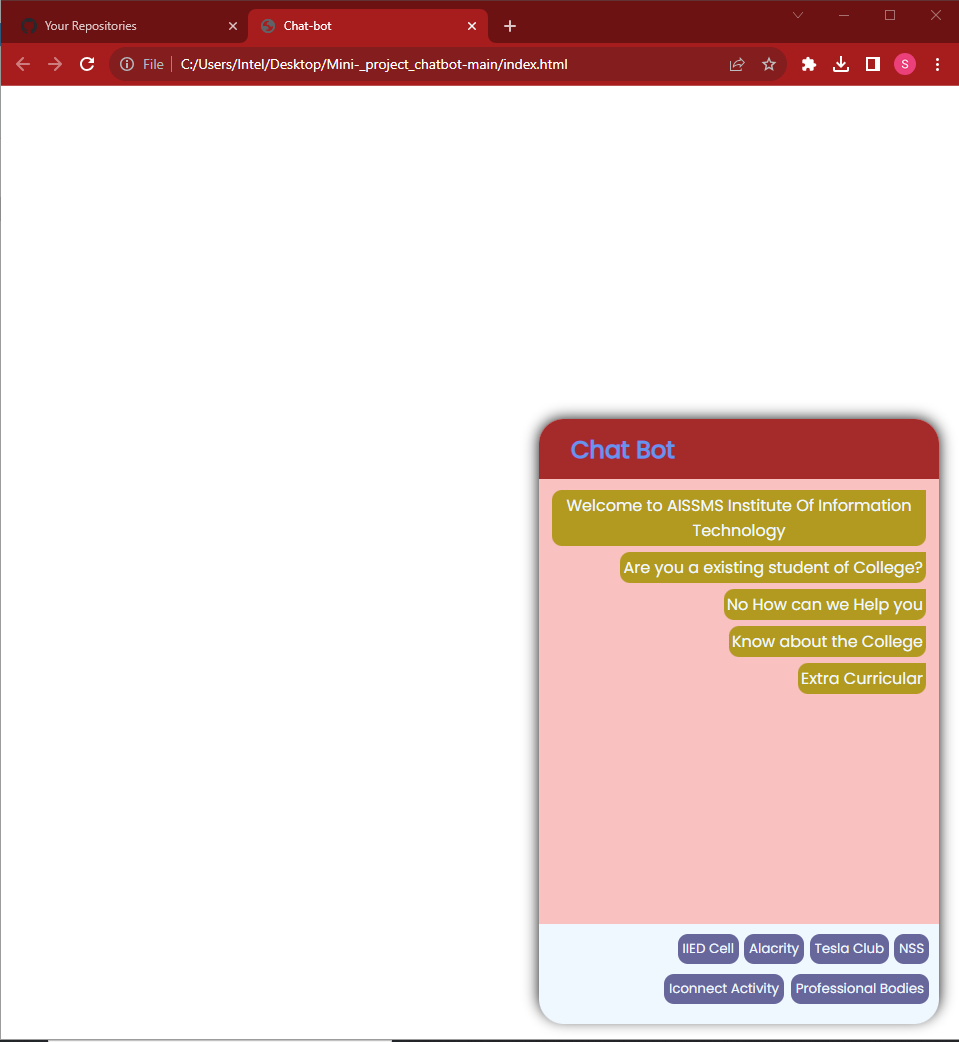 Your Repositories
Chat-bot
File
C:/Users/Intel/Desktop/Mini-_project_chatbot-main/index.html
S
Chat Bot
Welcome to AISSMS Institute Of Information
Technology
Are you a existing student of College?
No How can we Help you
Know about the College
Extra Curricular
IIED Cell Alacrity Tesla Club NSS
Iconnect Activity Professional Bodies